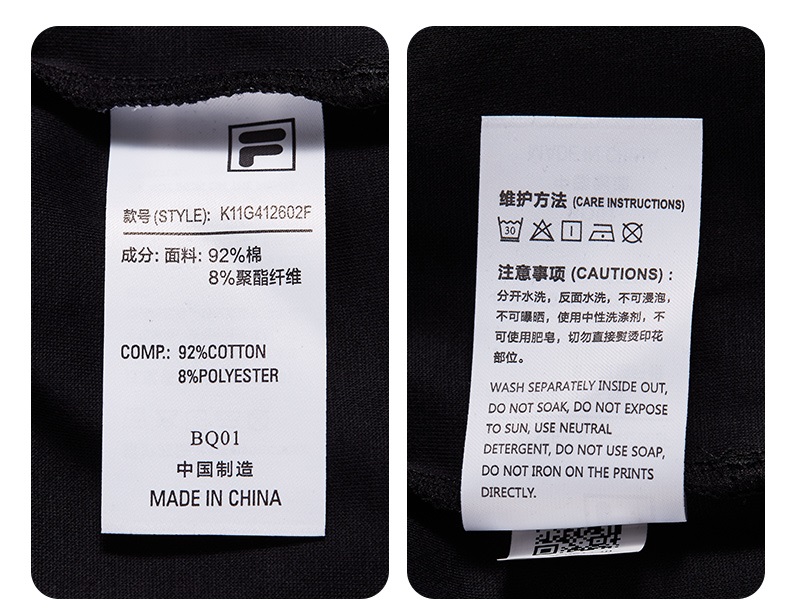 款号(STYLE): K11G412602F
成分: 面料: 92%棉
8%聚酯纤维
COMP.: 92%COTTON
8%POLYESTER
BQ01
中国制造
MADE IN CHINA
维护方法 (CARE INSTRUCTIONS)
30
注意事项 (CAUTIONS) :
分开水洗，反面水洗，不可浸泡，
不可曝晒，使用中性洗涤剂，不
可使用肥皂，切勿直接熨烫印花
部位。
WASH SEPARATELY INSIDE OUT,
DO NOT SOAK, DO NOT EXPOSE
TO SUN, USE NEUTRAL
DETERGENT, DO NOT USE SOAP,
DO NOT IRON ON THE PRINTS
DIRECTLY.